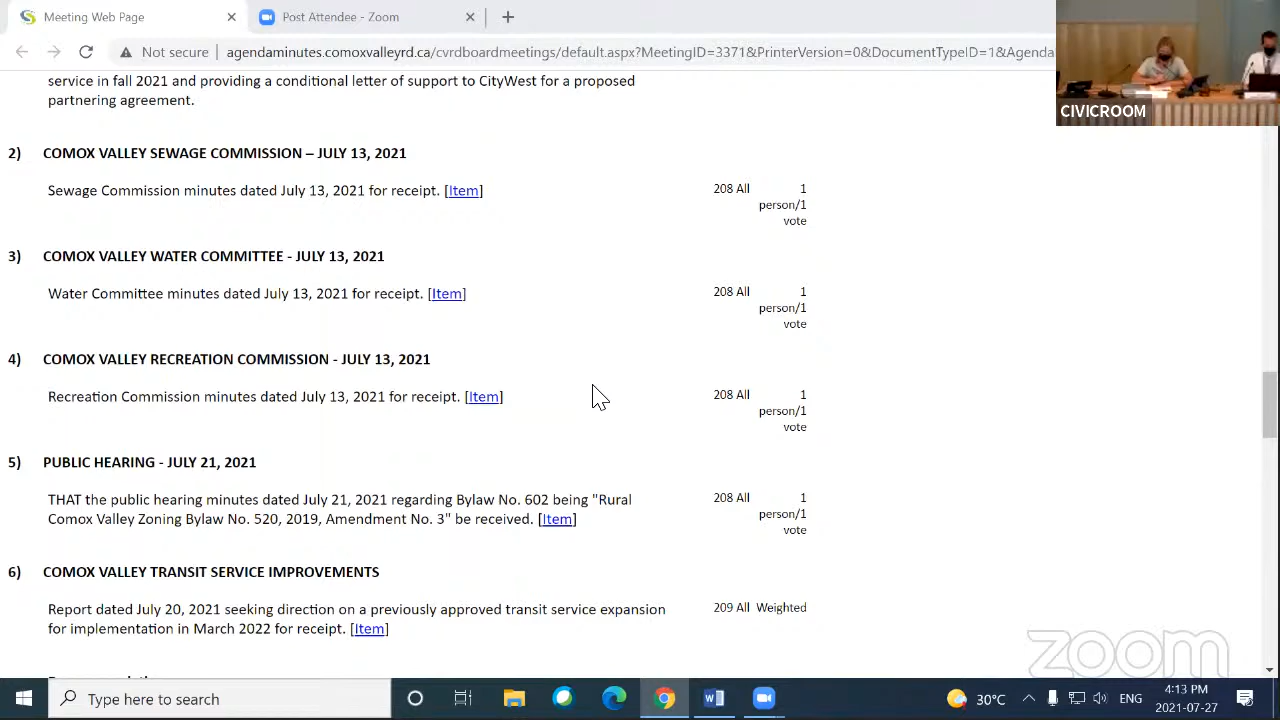 Meeting Web Page
Post Attendee - Zoom
Not secure
agendaminutes.comoxvalleyrd.ca/cvrdboardmeetings/default.aspx?MeetingID=3371&PrinterVersion=0&DocumentTypeID=1&Agenda
CIVICROOM
service in fall 2021 and providing a conditional letter of support to CityWest for a proposed
partnering agreement.
2) COMOX VALLEY SEWAGE COMMISSION – JULY 13, 2021
Sewage Commission minutes dated July 13, 2021 for receipt. [Item] 208 All 1
person/1
vote
3) COMOX VALLEY WATER COMMITTEE - JULY 13, 2021
Water Committee minutes dated July 13, 2021 for receipt. [Item] 208 All 1
person/1
vote
4) COMOX VALLEY RECREATION COMMISSION - JULY 13, 2021
Recreation Commission minutes dated July 13, 2021 for receipt. [Item] 208 All 1
person/1
vote
5) PUBLIC HEARING - JULY 21, 2021
THAT the public hearing minutes dated July 21, 2021 regarding Bylaw No. 602 being "Rural 208 All 1
person/1
Comox Valley Zoning Bylaw No. 520, 2019, Amendment No. 3" be received. [Item]
vote
6) COMOX VALLEY TRANSIT SERVICE IMPROVEMENTS
Report dated July 20, 2021 seeking direction on a previously approved transit service expansion 209 All Weighted
for implementation in March 2022 for receipt. [Item]
zoom
Type here to search
30°C
ENG
4:13 PM
2021-07-27